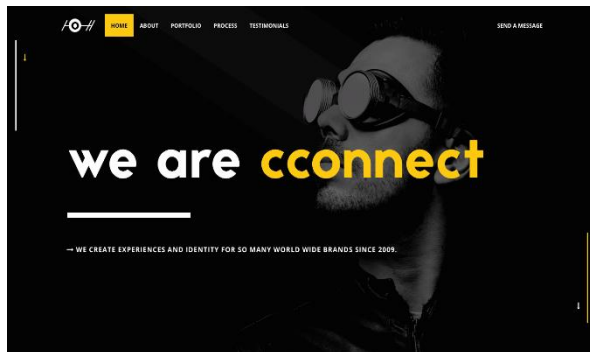 HOME ABOUT PORTFOLIO PROCESS TESTIMONIALS SEND A MESSAGE
we are cconnect
→ WE CREATE EXPERIENCES AND IDENTITY FOR SO MANY WORLD WIDE BRANDS SINCE 2009.